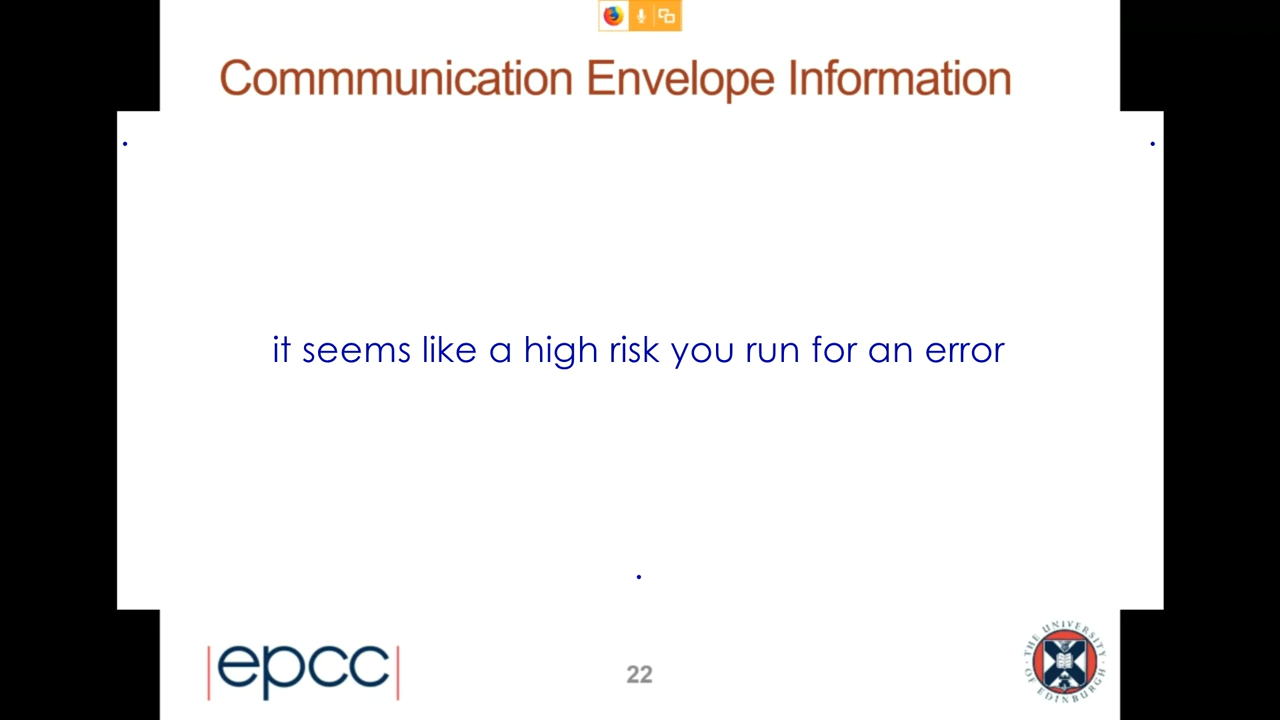 Commmunication Envelope Information
.
.
it seems like a high risk you run for an error
.
|epcc|
22
THE UNIVERSITY OF EDINBURGH